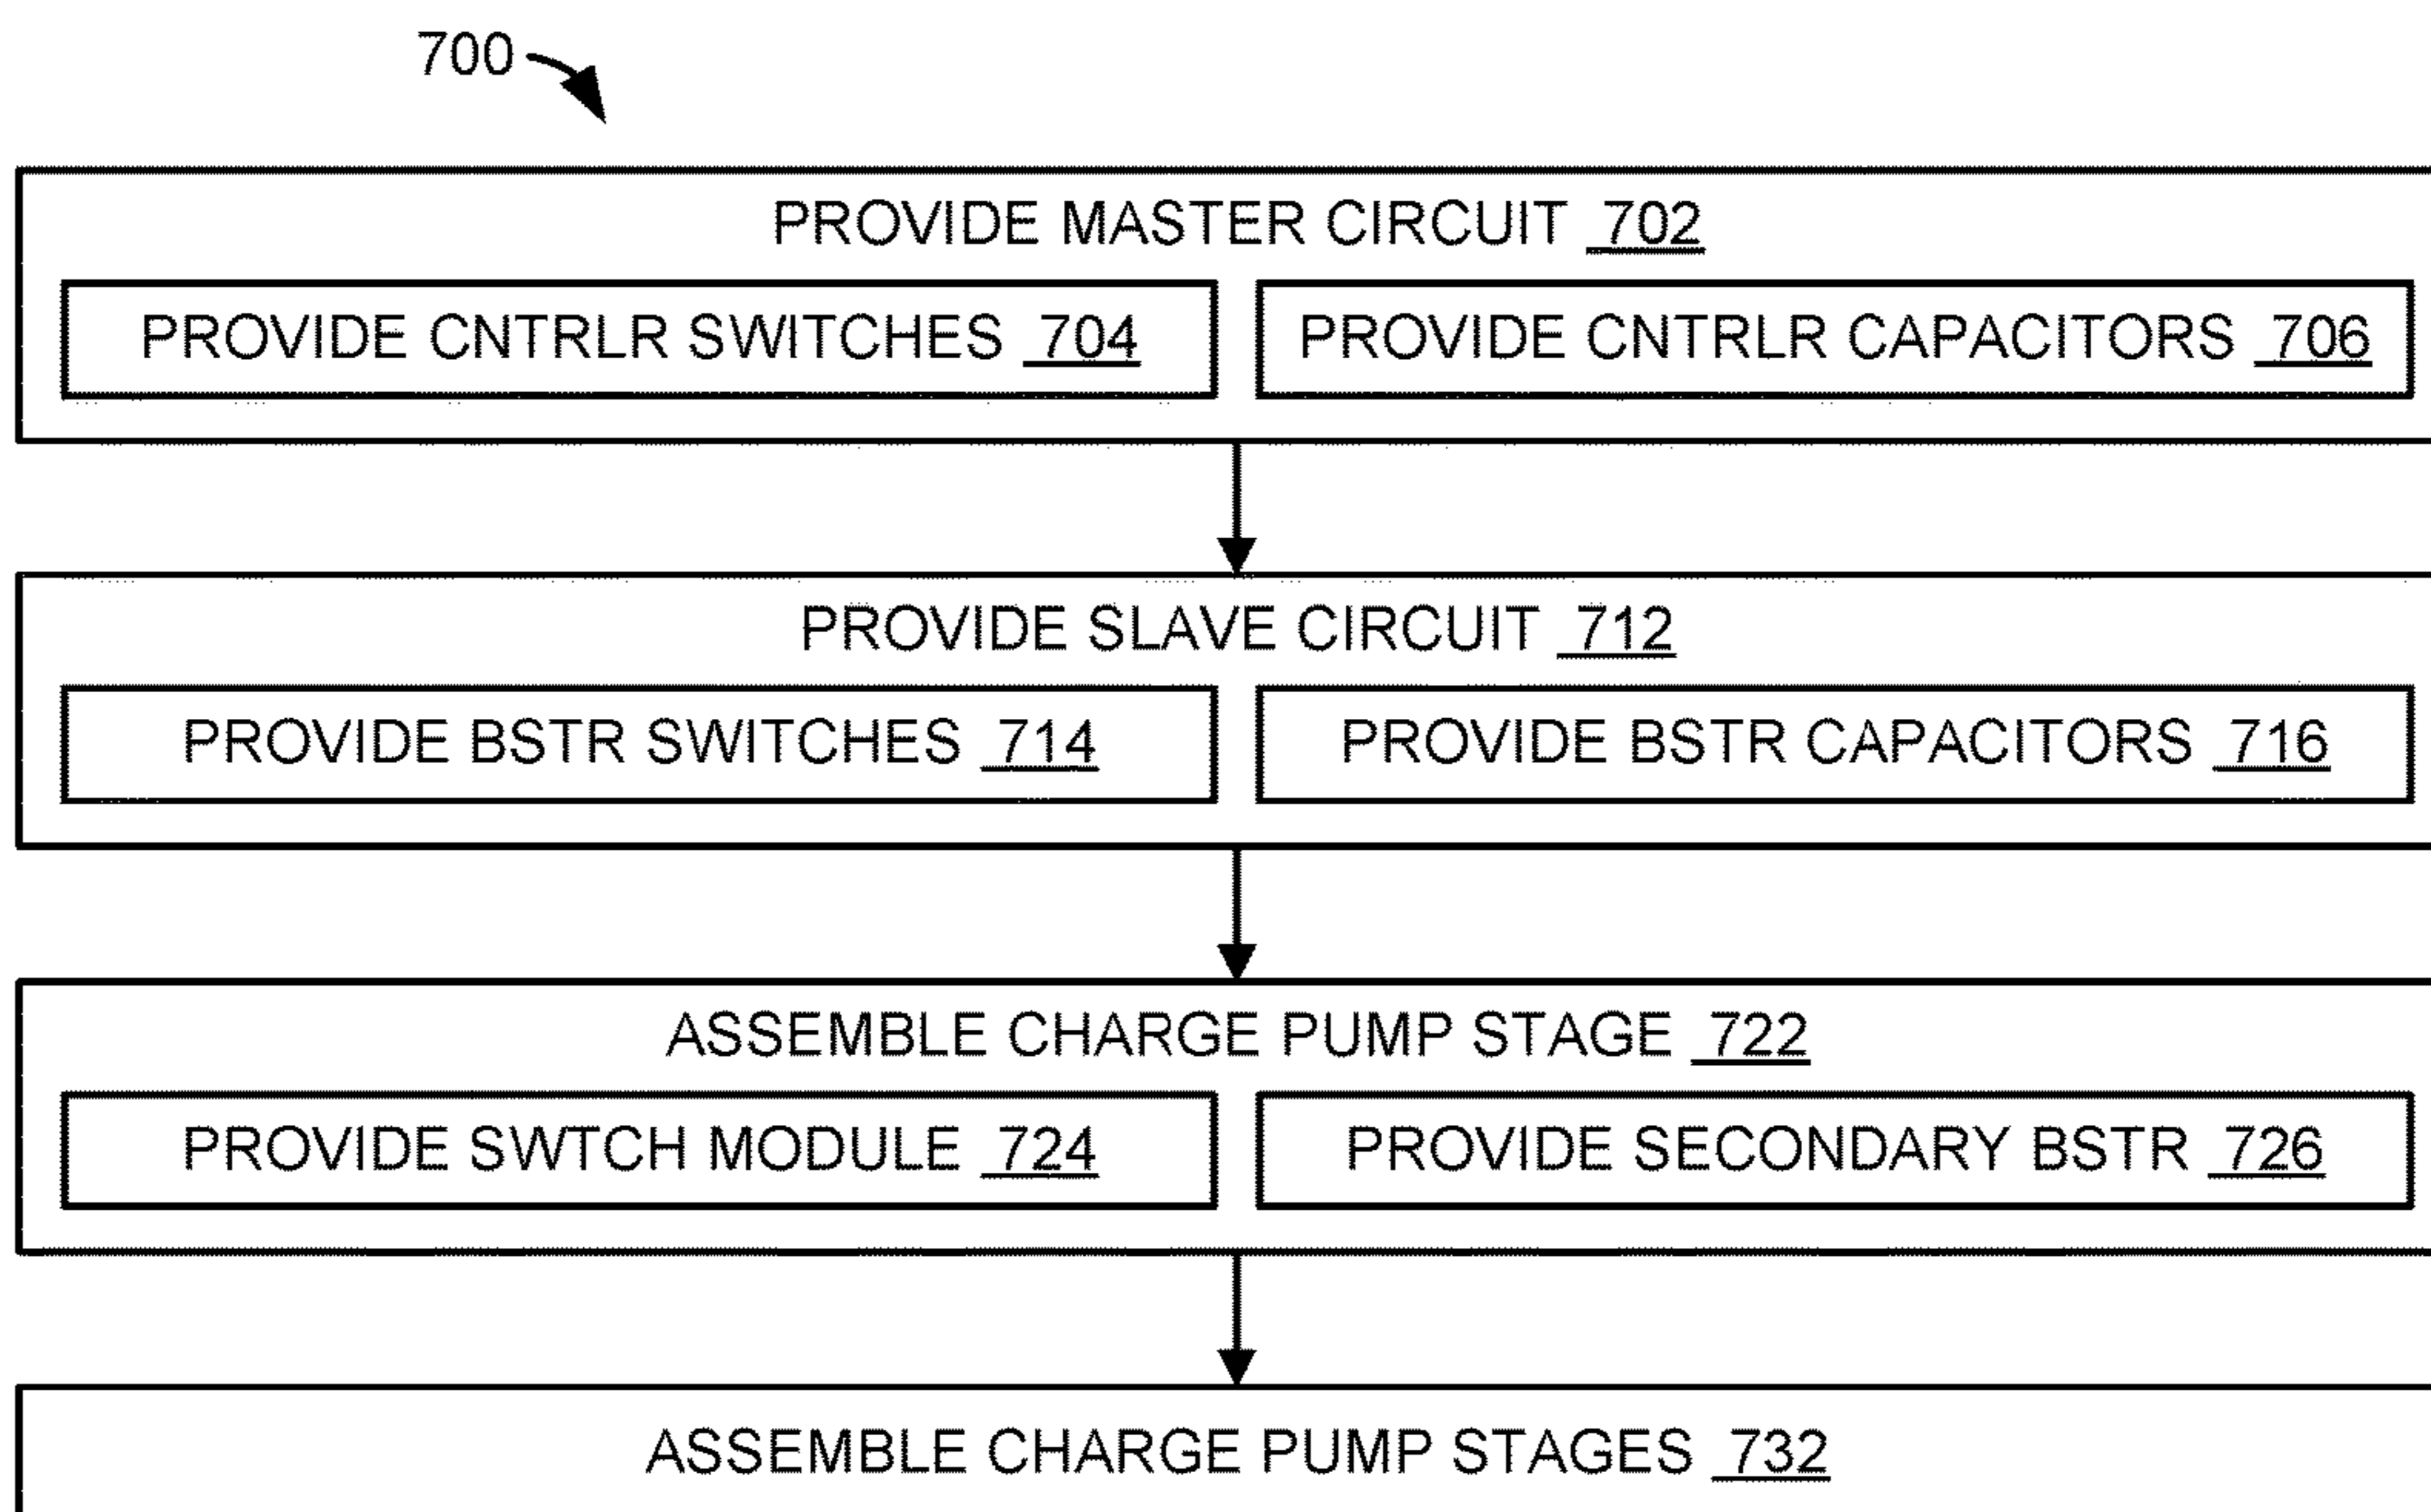 700
PROVIDE MASTER CIRCUIT 702
PROVIDE CNTRLR SWITCHES 704
PROVIDE CNTRLR CAPACITORS 706
PROVIDE SLAVE CIRCUIT 712
PROVIDE BSTR SWITCHES 714
PROVIDE BSTR CAPACITORS 716
ASSEMBLE CHARGE PUMP STAGE 722
PROVIDE SWTCH MODULE 724
PROVIDE SECONDARY BSTR 726
ASSEMBLE CHARGE PUMP STAGES 732